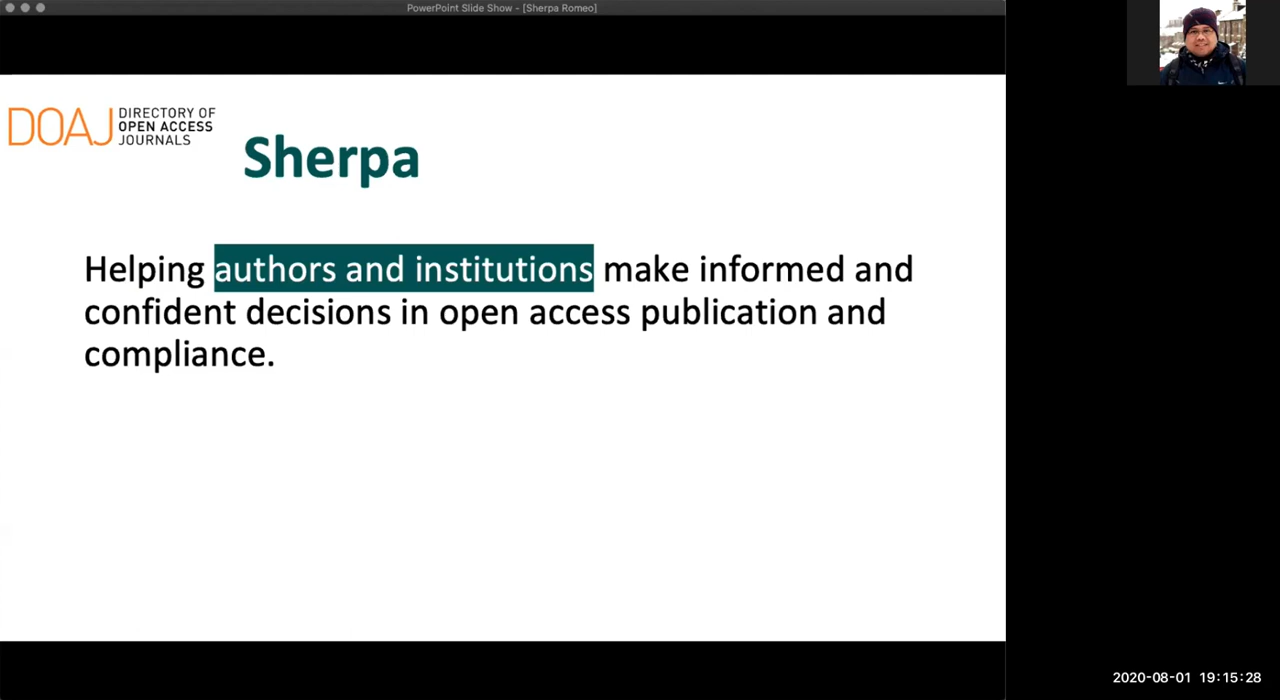 PowerPoint Slide Show - [Sherpa Romeo]
DOAJ
DIRECTORY OF
OPEN ACCESS
JOURNALS
Sherpa
Helping authors and institutions make informed and
confident decisions in open access publication and
compliance.
2020-08-01 19:15:28